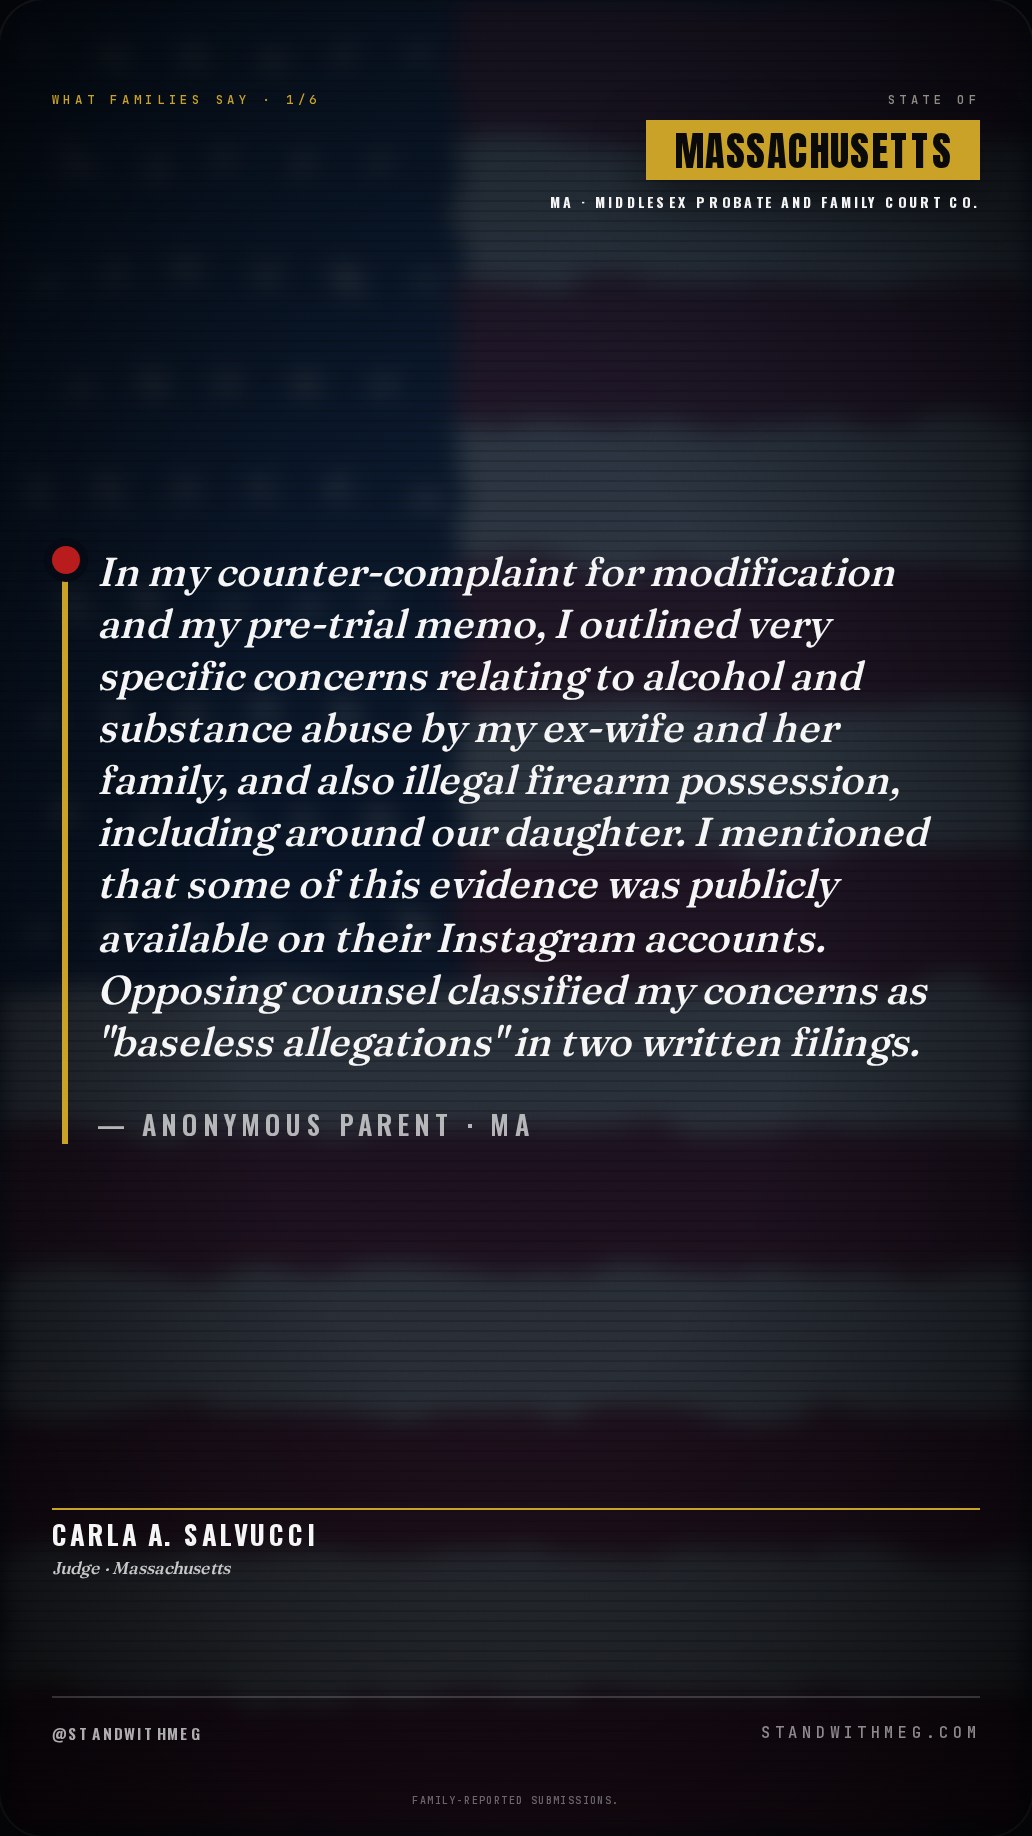 WHAT FAMILIES SAY · 1/6
STATE OF
MASSACHUSETTS
MA · MIDDLESEX PROBATE AND FAMILY COURT CO.
In my counter-complaint for modification
and my pre-trial memo, I outlined very
specific concerns relating to alcohol and
substance abuse by my ex-wife and her
family, and also illegal firearm possession,
including around our daughter. I mentioned
that some of this evidence was publicly
available on their Instagram accounts.
Opposing counsel classified my concerns as
"baseless allegations" in two written filings.
— ANONYMOUS PARENT · MA
CARLA A. SALVUCCI
Judge · Massachusetts
@STANDWITHMEG
STANDWITHMEG.COM
FAMILY-REPORTED SUBMISSIONS.